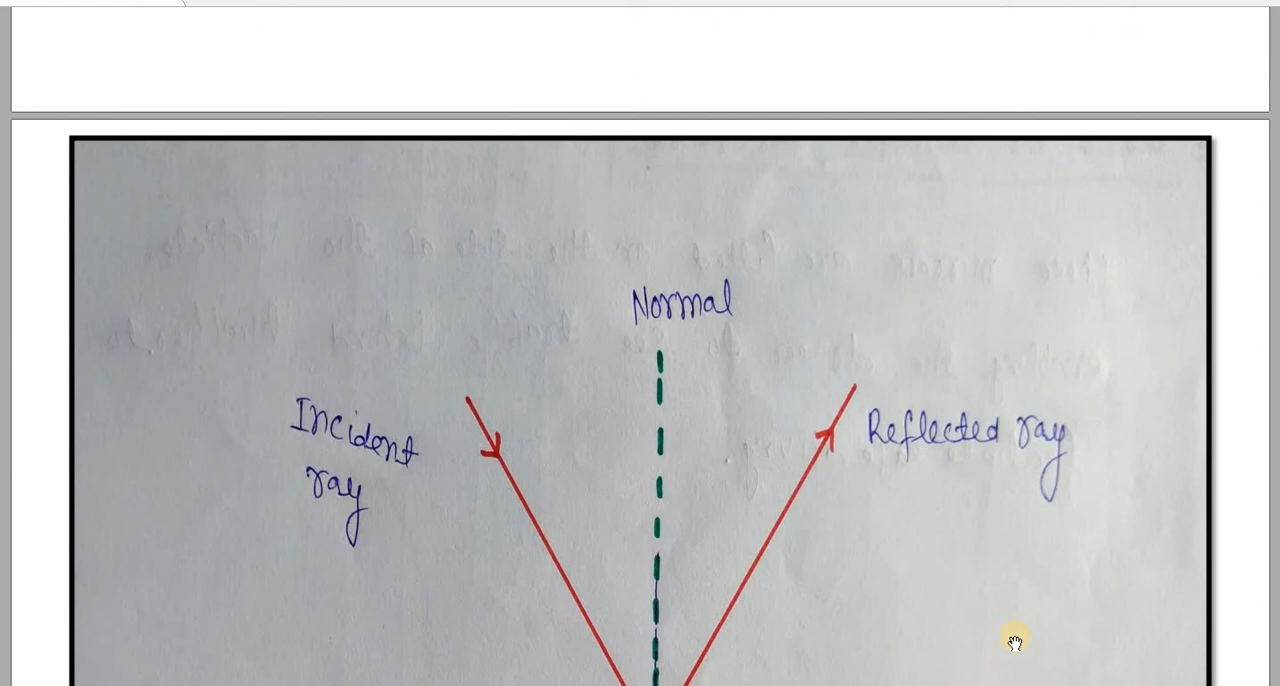 Normal
Incident
ray
Reflected ray